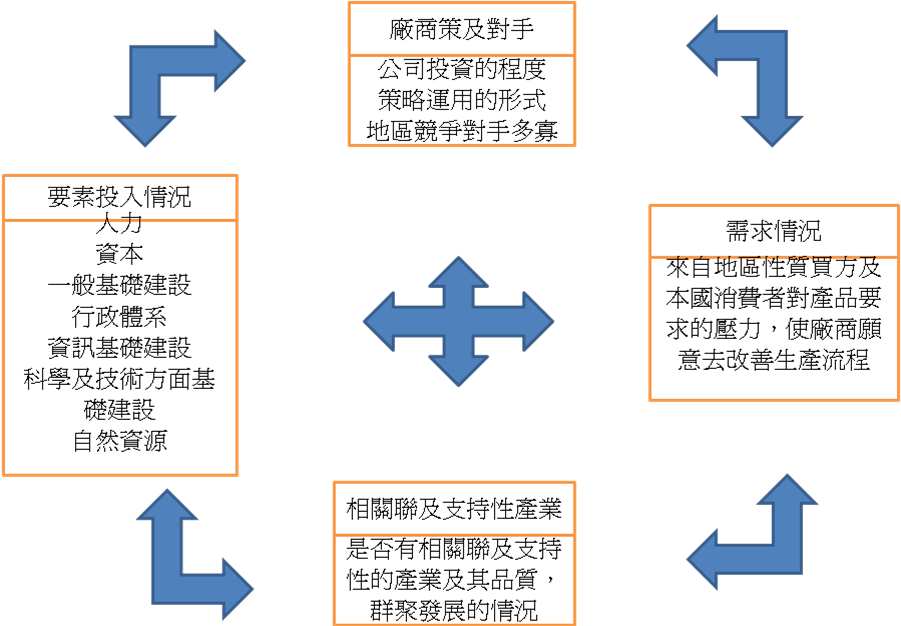 廠商策及對手
公司投資的程度
策略運用的形式
地區競爭對手多寡
要素投入情況
人力
資本
一般基礎建設
行政體系
資訊基礎建設
科學及技術方面基
礎建設
自然資源
需求情況
來自地區性質買方及
本國消費者對產品要
求的壓力，使廠商願
意去改善生產流程
相關聯及支持性產業
是否有相關聯及支持
性的產業及其品質，
群聚發展的情況